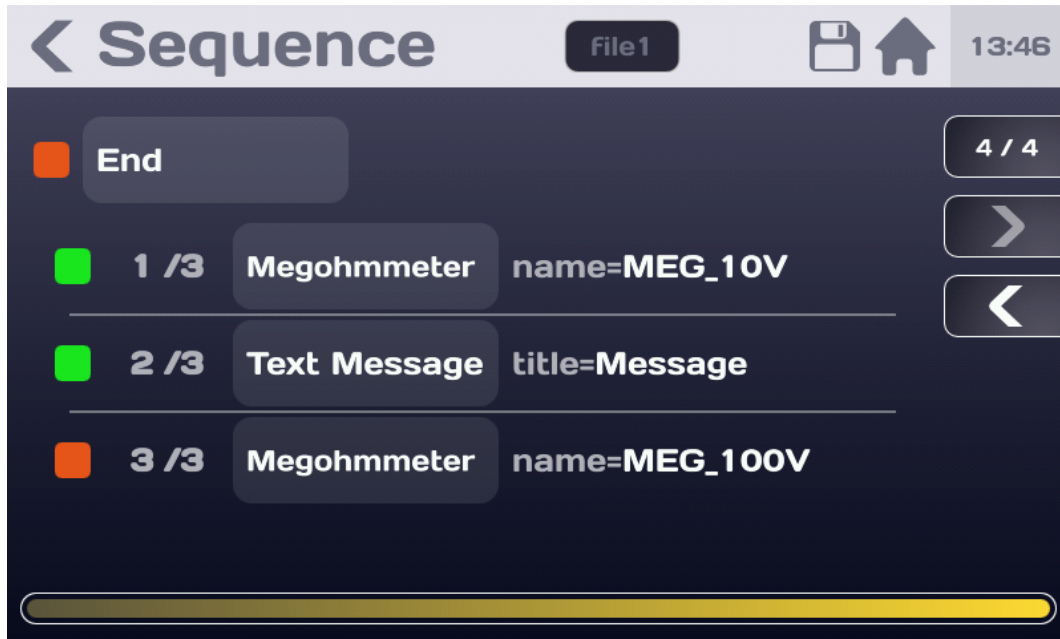 Sequence File1 13:46
End 4 / 4
1 /3 Megohmmeter name=MEG_10V
2 /3 Text Message title=Message
3 /3 Megohmmeter name=MEG_100V